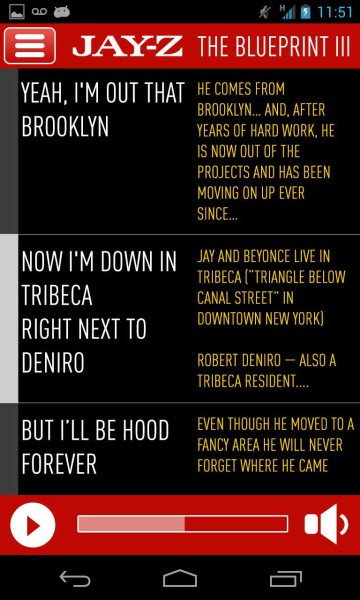 H 11:51
JAY-Z THE BLUEPRINT III
YEAH, I'M OUT THAT
BROOKLYN
HE COMES FROM
BROOKLYN... AND, AFTER
YEARS OF HARD WORK, HE
IS NOW OUT OF THE
PROJECTS AND HAS BEEN
MOVING ON UP EVER
SINCE...
NOW I'M DOWN IN
TRIBECA
RIGHT NEXT TO
DENIRO
JAY AND BEYONCE LIVE IN
TRIBECA ("TRIANGLE BELOW
CANAL STREET" IN
DOWNTOWN NEW YORK)
ROBERT DENIRO — ALSO A
TRIBECA RESIDENT....
BUT I'LL BE HOOD
FOREVER
EVEN THOUGH HE MOVED TO A
FANCY AREA HE WILL NEVER
FORGET WHERE HE CAME